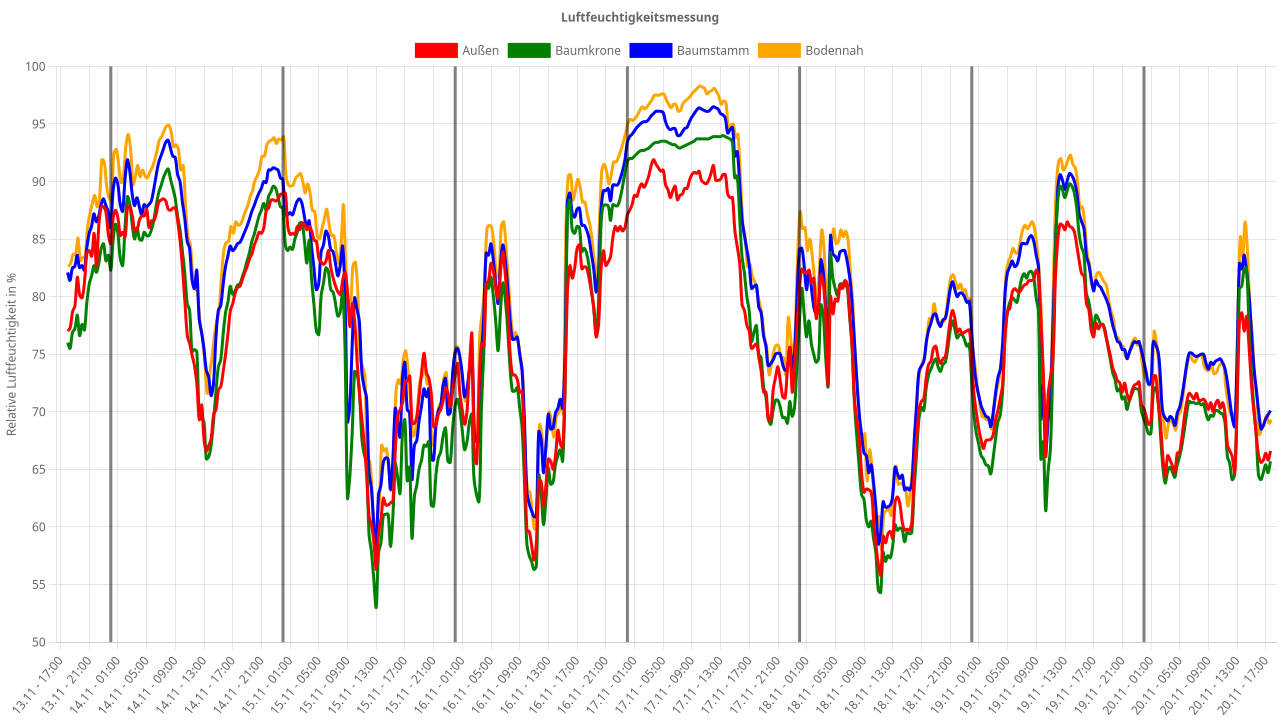 Luftfeuchtigkeitsmessung
Außen Baumkrone Baumstamm Bodennah
Relative Luftfeuchtigkeit in %
100
95
90
85
80
75
70
65
60
55
50
13.11 - 17:00
13.11 - 21:00
14.11 - 01:00
14.11 - 05:00
14.11 - 09:00
14.11 - 13:00
14.11 - 17:00
14.11 - 21:00
15.11 - 01:00
15.11 - 05:00
15.11 - 09:00
15.11 - 13:00
15.11 - 17:00
15.11 - 21:00
16.11 - 01:00
16.11 - 05:00
16.11 - 09:00
16.11 - 13:00
16.11 - 17:00
16.11 - 21:00
17.11 - 01:00
17.11 - 05:00
17.11 - 09:00
17.11 - 13:00
17.11 - 17:00
17.11 - 21:00
18.11 - 01:00
18.11 - 05:00
18.11 - 09:00
18.11 - 13:00
18.11 - 17:00
18.11 - 21:00
19.11 - 01:00
19.11 - 05:00
19.11 - 09:00
19.11 - 13:00
19.11 - 17:00
19.11 - 21:00
20.11 - 01:00
20.11 - 05:00
20.11 - 09:00
20.11 - 13:00
20.11 - 17:00